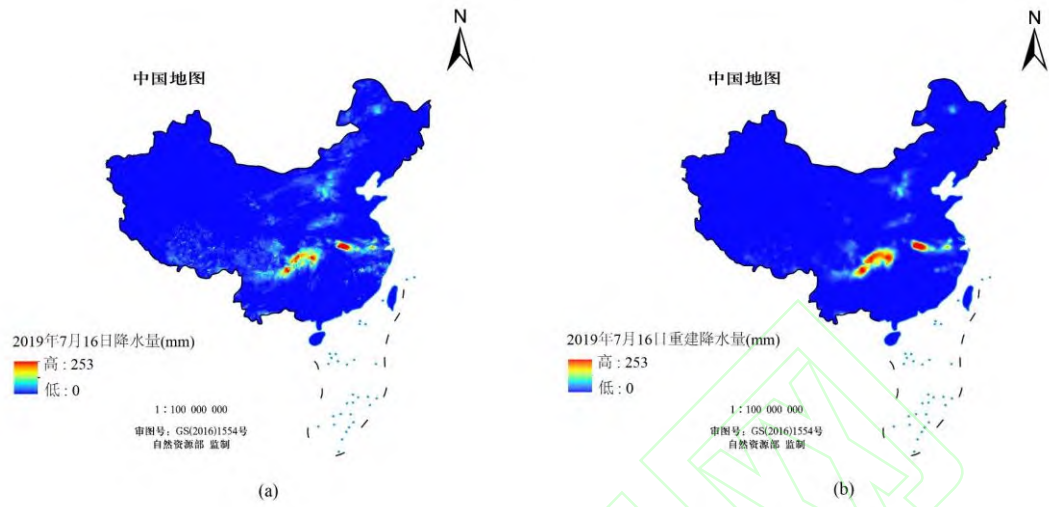 N
中国地图
2019年7月16日降水量(mm)
高 : 253
低 : 0
1：100 000 000
审图号：GS(2016)1554号
自然资源部 监制
(a)
N
中国地图
2019年7月16日重建降水量(mm)
高 : 253
低 : 0
1：100 000 000
审图号：GS(2016)1554号
自然资源部 监制
(b)